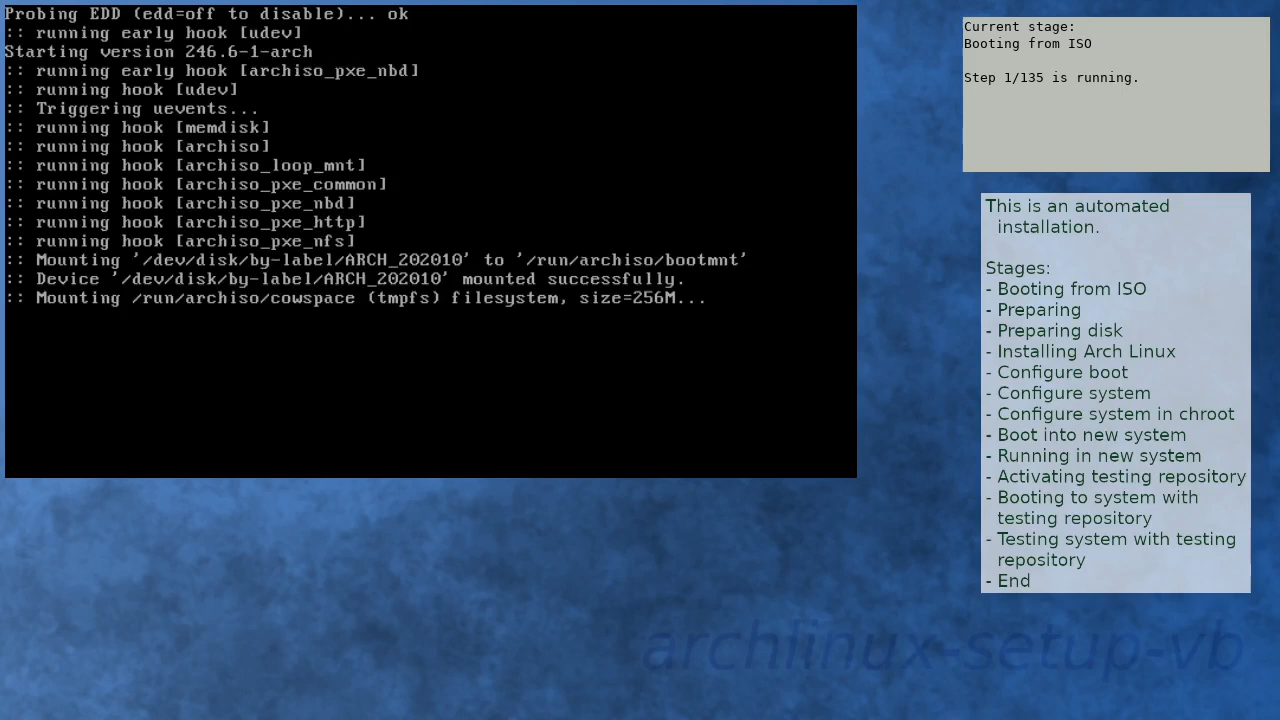 Probing EDD (edd=off to disable)... ok
:: running early hook [udev]
Starting version 246.6-1-arch
:: running early hook [archiso_pxe_nbd]
:: running hook [udev]
:: Triggering uevents...
:: running hook [memdisk]
:: running hook [archiso]
:: running hook [archiso_loop_mnt]
:: running hook [archiso_pxe_common]
:: running hook [archiso_pxe_nbd]
:: running hook [archiso_pxe_http]
:: running hook [archiso_pxe_nfs]
:: Mounting '/dev/disk/by-label/ARCH_202010' to '/run/archiso/bootmnt'
:: Device '/dev/disk/by-label/ARCH_202010' mounted successfully.
:: Mounting /run/archiso/cowspace (tmpfs) filesystem, size=256M...
Current stage:
Booting from ISO
Step 1/135 is running.
This is an automated
installation.
Stages:
- Booting from ISO
- Preparing
- Preparing disk
- Installing Arch Linux
- Configure boot
- Configure system
- Configure system in chroot
- Boot into new system
- Running in new system
- Activating testing repository
- Booting to system with
testing repository
- Testing system with testing
repository
- End
archlinux-setup-vb